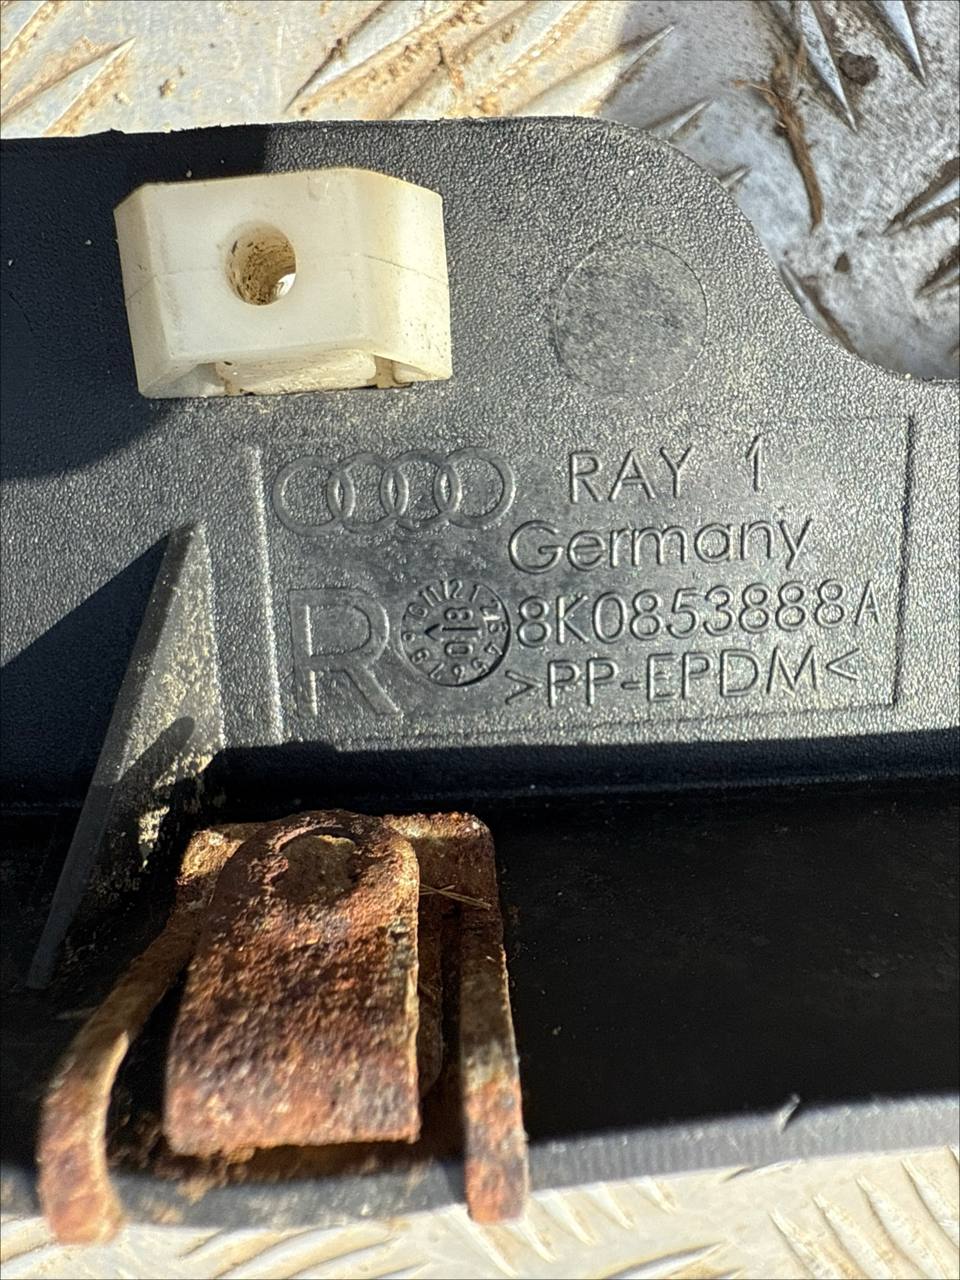 RAY 1
Germany
R
8K0853888A
>PP-EPDM<